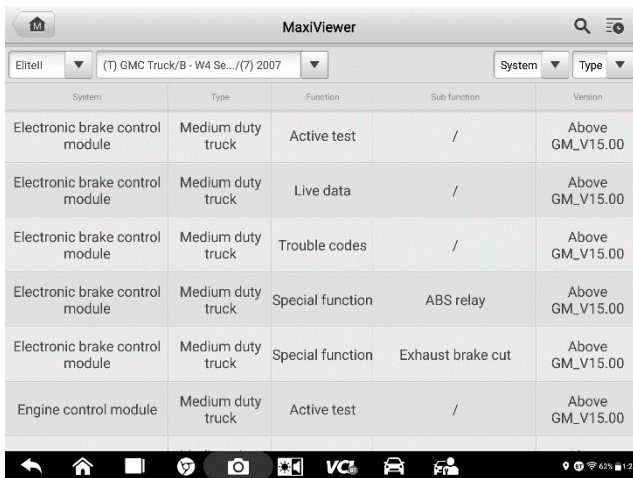 M
MaxiViewer
EliteII
(T) GMC Truck/B - W4 Se.../(7) 2007
System
Type
System Type Function Sub function Version
Electronic brake control module Medium duty truck Active test / Above GM_V15.00
Electronic brake control module Medium duty truck Live data / Above GM_V15.00
Electronic brake control module Medium duty truck Trouble codes / Above GM_V15.00
Electronic brake control module Medium duty truck Special function ABS relay Above GM_V15.00
Electronic brake control module Medium duty truck Special function Exhaust brake cut Above GM_V15.00
Engine control module Medium duty truck Active test / Above GM_V15.00
VCI
62%